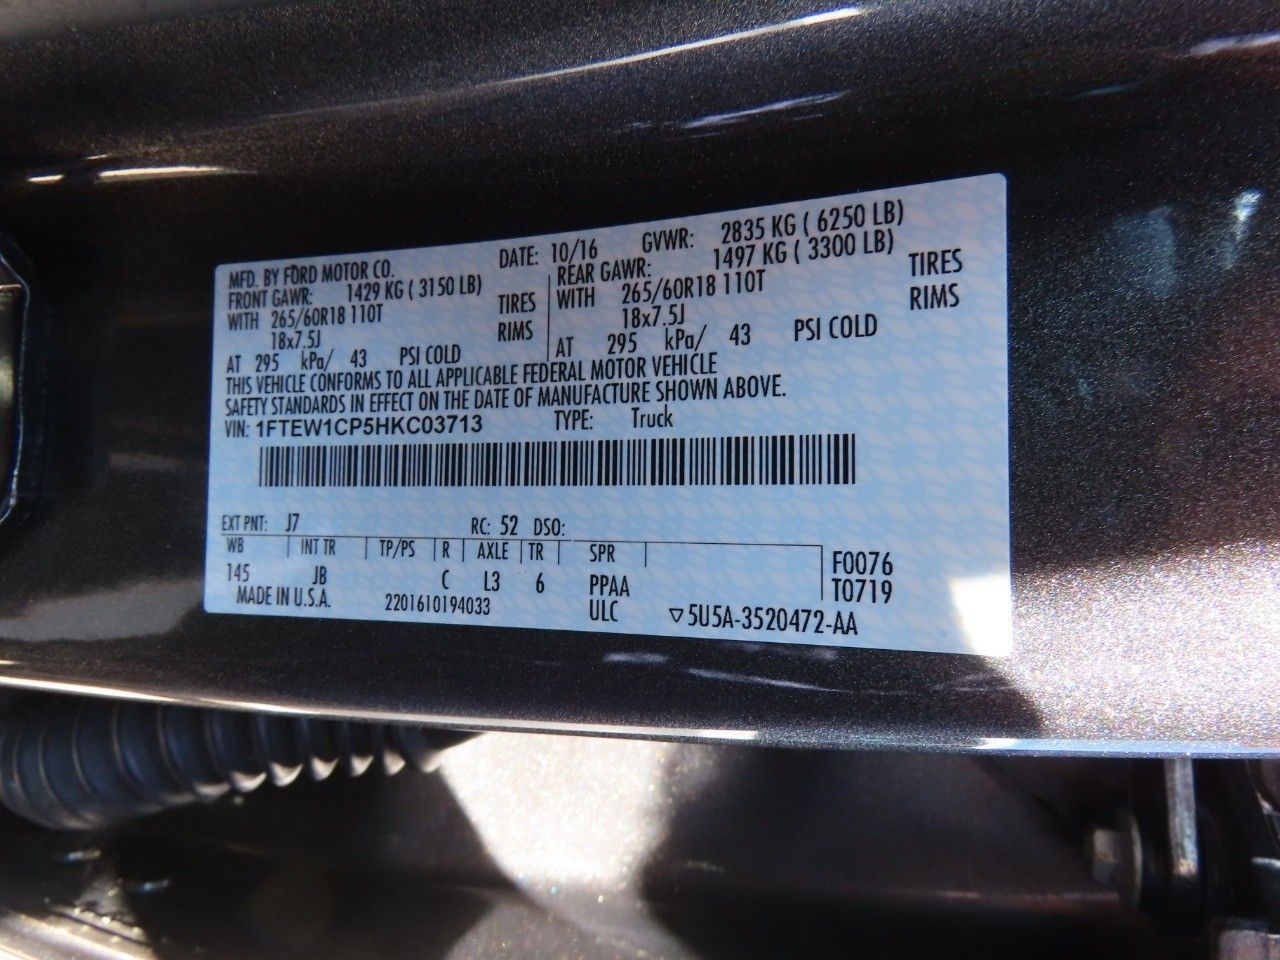 MFD. BY FORD MOTOR CO. DATE: 10/16 GVWR: 2835 KG ( 6250 LB)
FRONT GAWR: 1429 KG ( 3150 LB) REAR GAWR: 1497 KG ( 3300 LB)
WITH 265/60R18 110T TIRES WITH 265/60R18 110T TIRES
18x7.5J RIMS 18x7.5J RIMS
AT 295 kPa/ 43 PSI COLD AT 295 kPa/ 43 PSI COLD
THIS VEHICLE CONFORMS TO ALL APPLICABLE FEDERAL MOTOR VEHICLE
SAFETY STANDARDS IN EFFECT ON THE DATE OF MANUFACTURE SHOWN ABOVE.
VIN: 1FTEW1CP5HKC03713 TYPE: Truck
EXT PNT: J7 RC: 52 DSO:
WB INT TR TP/PS R AXLE TR SPR F0076
145 JB C L3 6 PPAA T0719
MADE IN U.S.A. 2201610194033 ULC ▽5U5A-3520472-AA